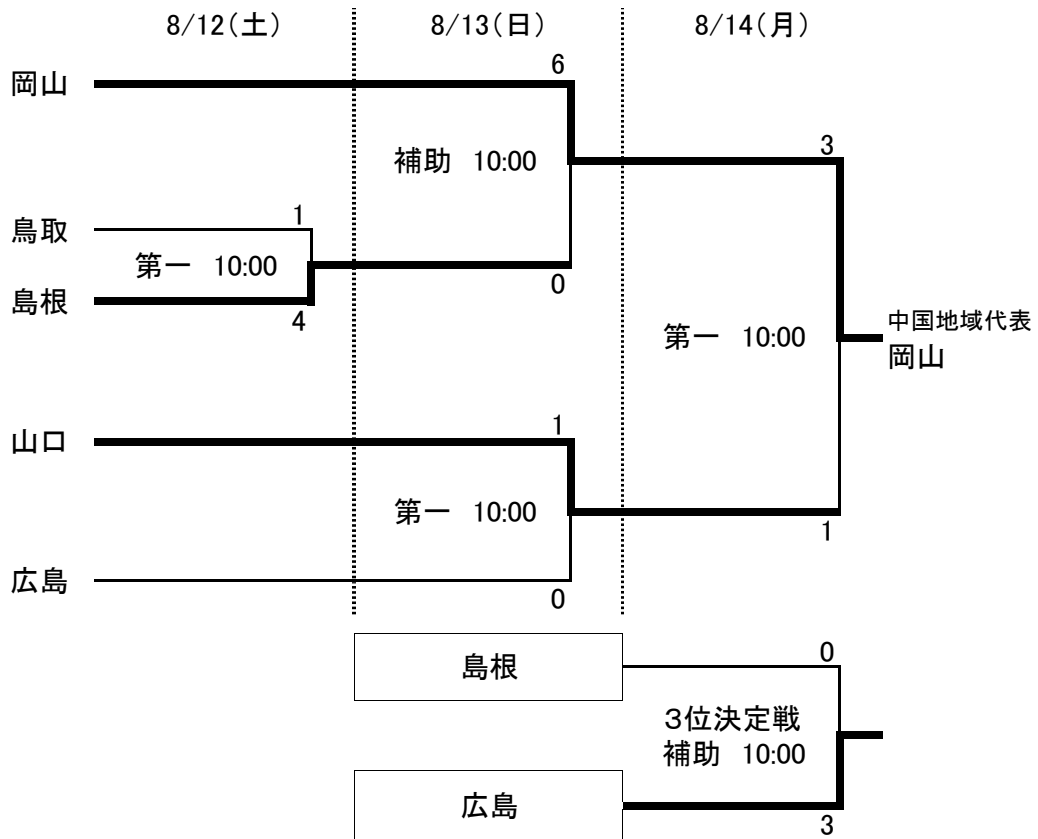 8/12(土) 8/13(日) 8/14(月)
6
岡山
補助 10:00
3
鳥取
1
第一 10:00
島根
4
0
中国地域代表
岡山
第一 10:00
山口
1
第一 10:00
1
広島
0
島根
0
3位決定戦
補助 10:00
広島
3